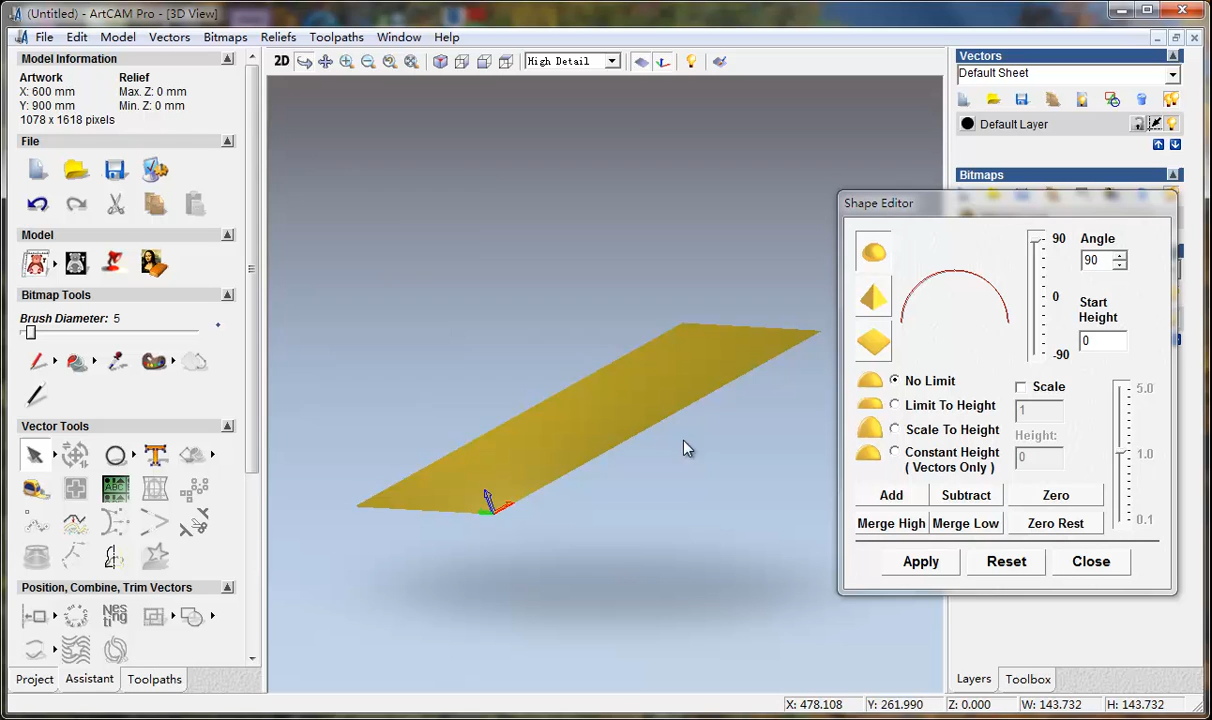 (Untitled) - ArtCAM Pro - [3D View]
File Edit Model Vectors Bitmaps Reliefs Toolpaths Window Help
Model Information
Artwork Relief
X: 600 mm Max. Z: 0 mm
Y: 900 mm Min. Z: 0 mm
1078 x 1618 pixels
File
Model
Bitmap Tools
Brush Diameter: 5
Vector Tools
ABC
Position, Combine, Trim Vectors
Nes
ting
Project Assistant Toolpaths
2D High Detail
Vectors
Default Sheet
Default Layer
Bitmaps
Shape Editor
90 Angle
90
0
-90
Start
Height
0
No Limit
Scale
5.0
Limit To Height
1
Scale To Height
Height:
Constant Height
( Vectors Only )
0
1.0
0.1
Add Subtract Zero
Merge High Merge Low Zero Rest
Apply Reset Close
Layers Toolbox
X: 478.108 Y: 261.990 Z: 0.000 W: 143.732 H: 143.732